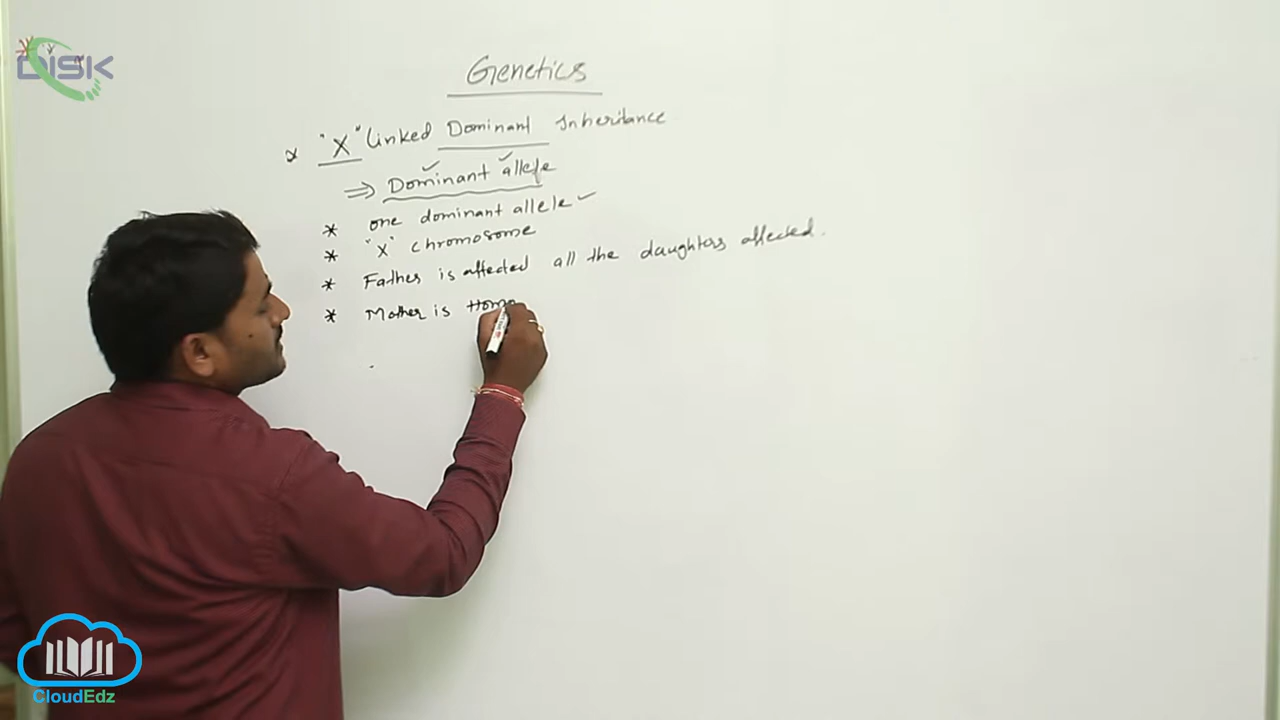 DISK
Genetics
* "X" linked Dominant Inheritance
⇒ Dominant allele
* one dominant allele ✓
* "X" chromosome
* Father is affected all the daughters affected.
* Mother is Homo
CloudEdz